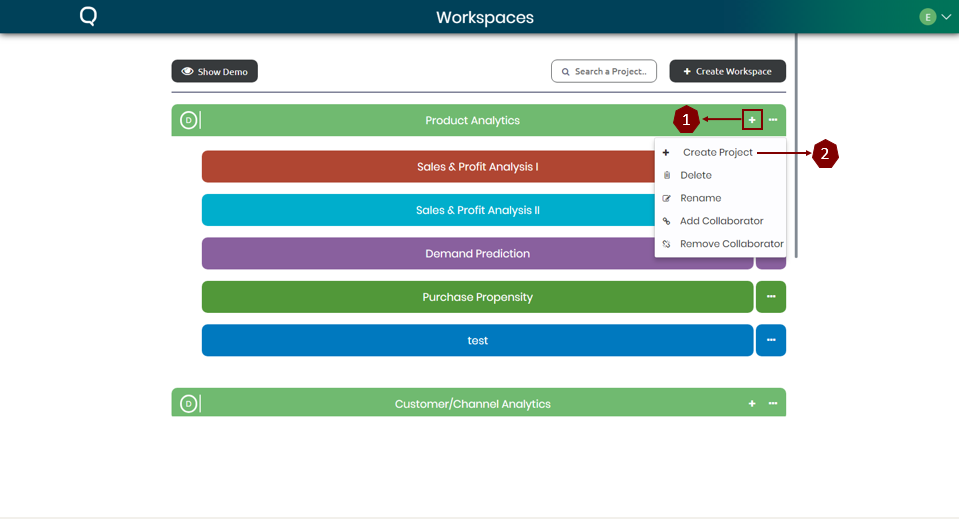 Q
Workspaces
E
Show Demo
Search a Project..
+ Create Workspace
D
Product Analytics
1
+
...
+ Create Project
2
Sales & Profit Analysis I
Delete
Rename
Sales & Profit Analysis II
Add Collaborator
Remove Collaborator
Demand Prediction
Purchase Propensity
...
test
...
D
Customer/Channel Analytics
+
...